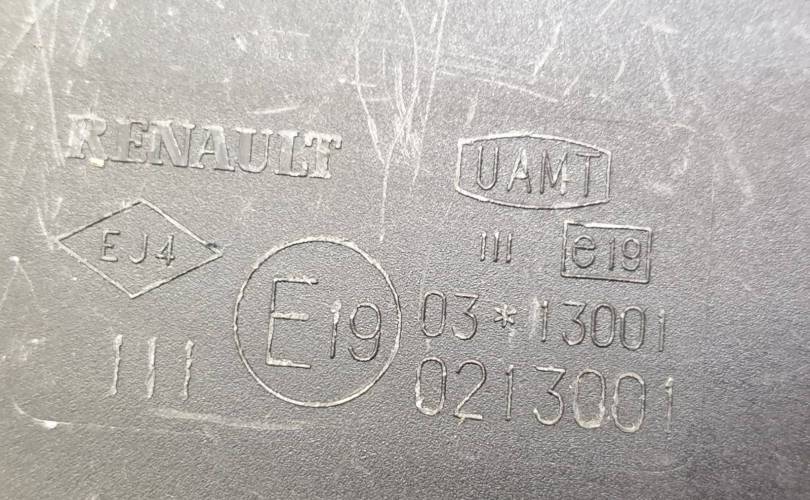 RENAULT
UAMT
EJ4
III e19
E19 03*13001
III 0213001